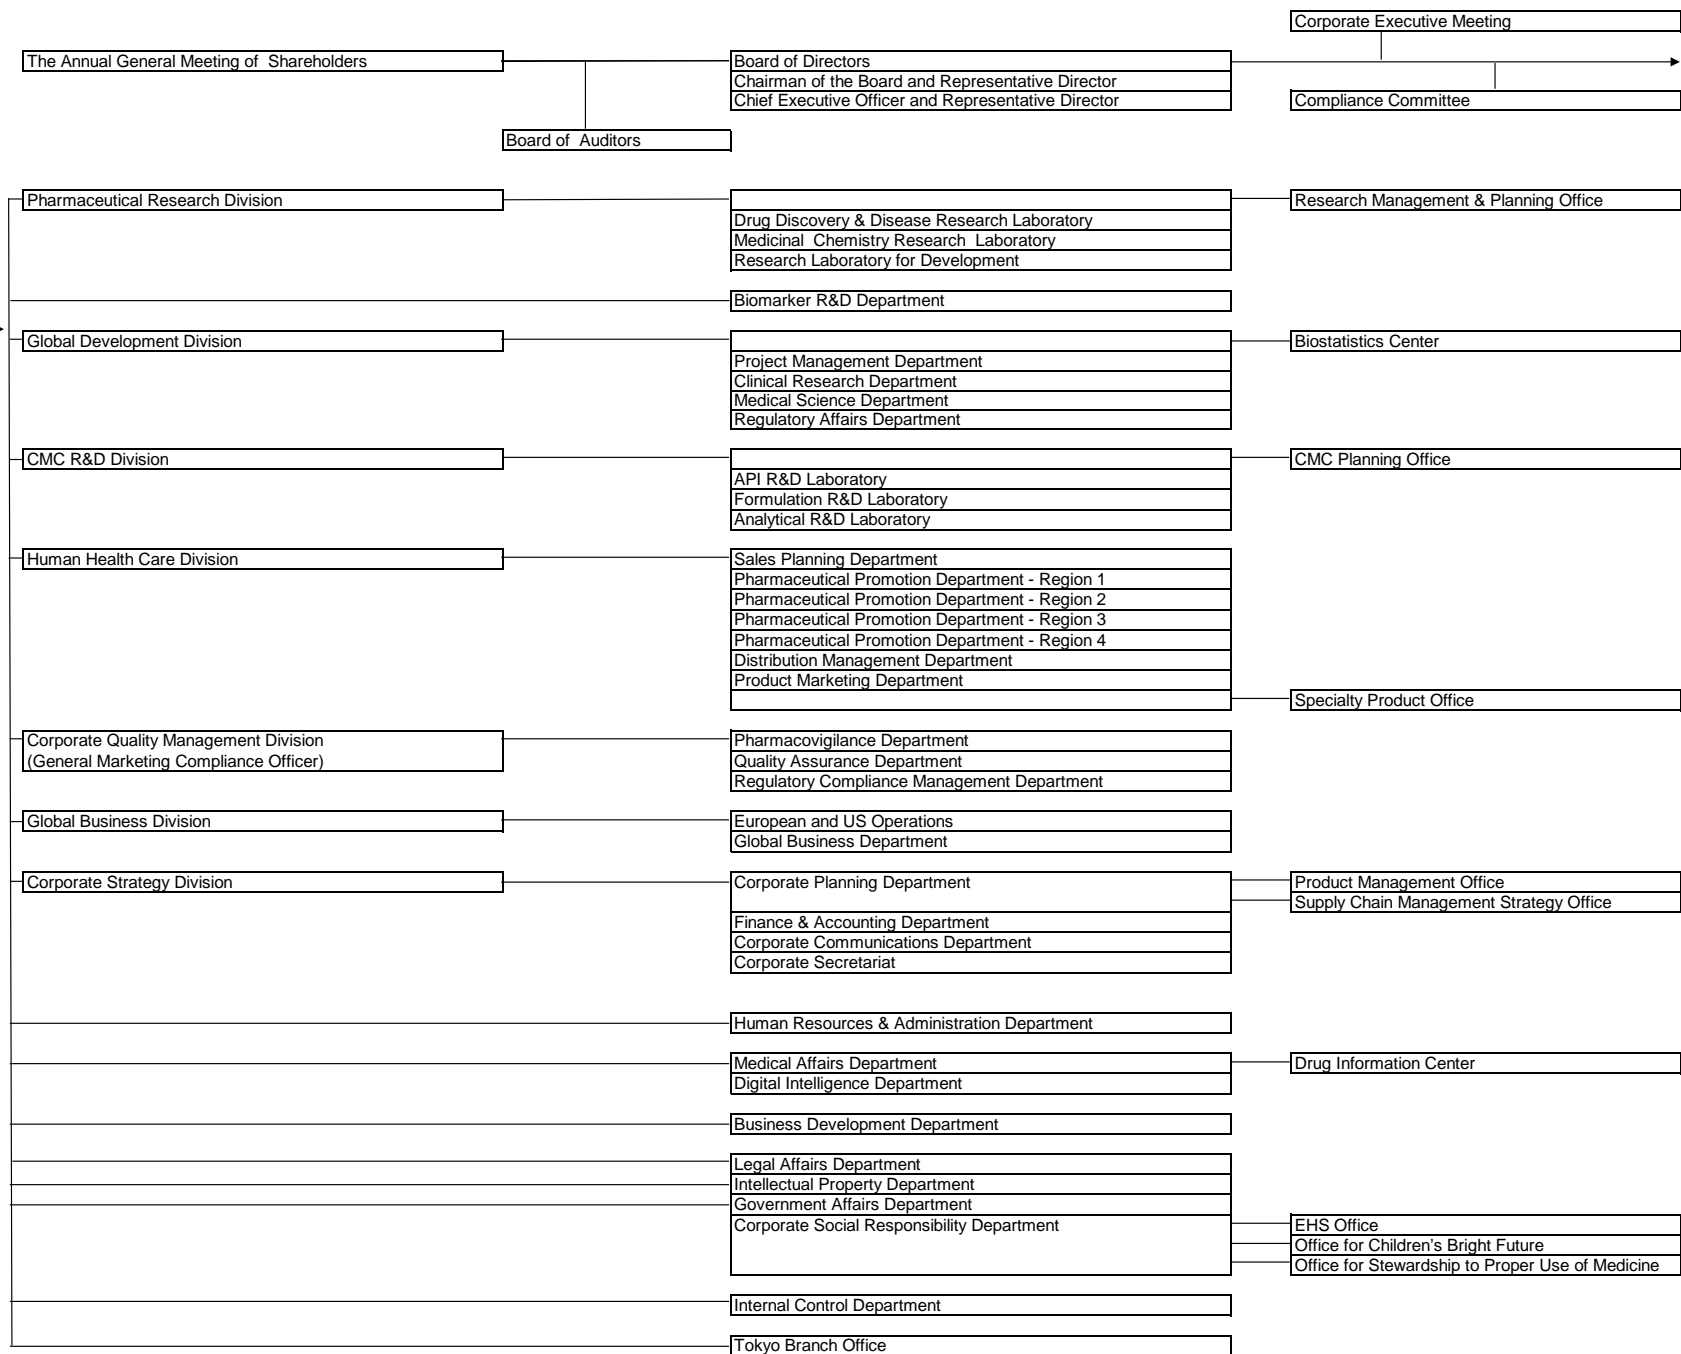 Corporate Executive Meeting
The Annual General Meeting of Shareholders
Board of Directors
Chairman of the Board and Representative Director
Chief Executive Officer and Representative Director
Compliance Committee
Board of Auditors
Pharmaceutical Research Division
Research Management & Planning Office
Drug Discovery & Disease Research Laboratory
Medicinal Chemistry Research Laboratory
Research Laboratory for Development
Biomarker R&D Department
Global Development Division
Biostatistics Center
Project Management Department
Clinical Research Department
Medical Science Department
Regulatory Affairs Department
CMC R&D Division
CMC Planning Office
API R&D Laboratory
Formulation R&D Laboratory
Analytical R&D Laboratory
Human Health Care Division
Sales Planning Department
Pharmaceutical Promotion Department - Region 1
Pharmaceutical Promotion Department - Region 2
Pharmaceutical Promotion Department - Region 3
Pharmaceutical Promotion Department - Region 4
Distribution Management Department
Product Marketing Department
Specialty Product Office
Corporate Quality Management Division
(General Marketing Compliance Officer)
Pharmacovigilance Department
Quality Assurance Department
Regulatory Compliance Management Department
Global Business Division
European and US Operations
Global Business Department
Corporate Strategy Division
Corporate Planning Department
Product Management Office
Supply Chain Management Strategy Office
Finance & Accounting Department
Corporate Communications Department
Corporate Secretariat
Human Resources & Administration Department
Medical Affairs Department
Drug Information Center
Digital Intelligence Department
Business Development Department
Legal Affairs Department
Intellectual Property Department
Government Affairs Department
Corporate Social Responsibility Department
EHS Office
Office for Children's Bright Future
Office for Stewardship to Proper Use of Medicine
Internal Control Department
Tokyo Branch Office